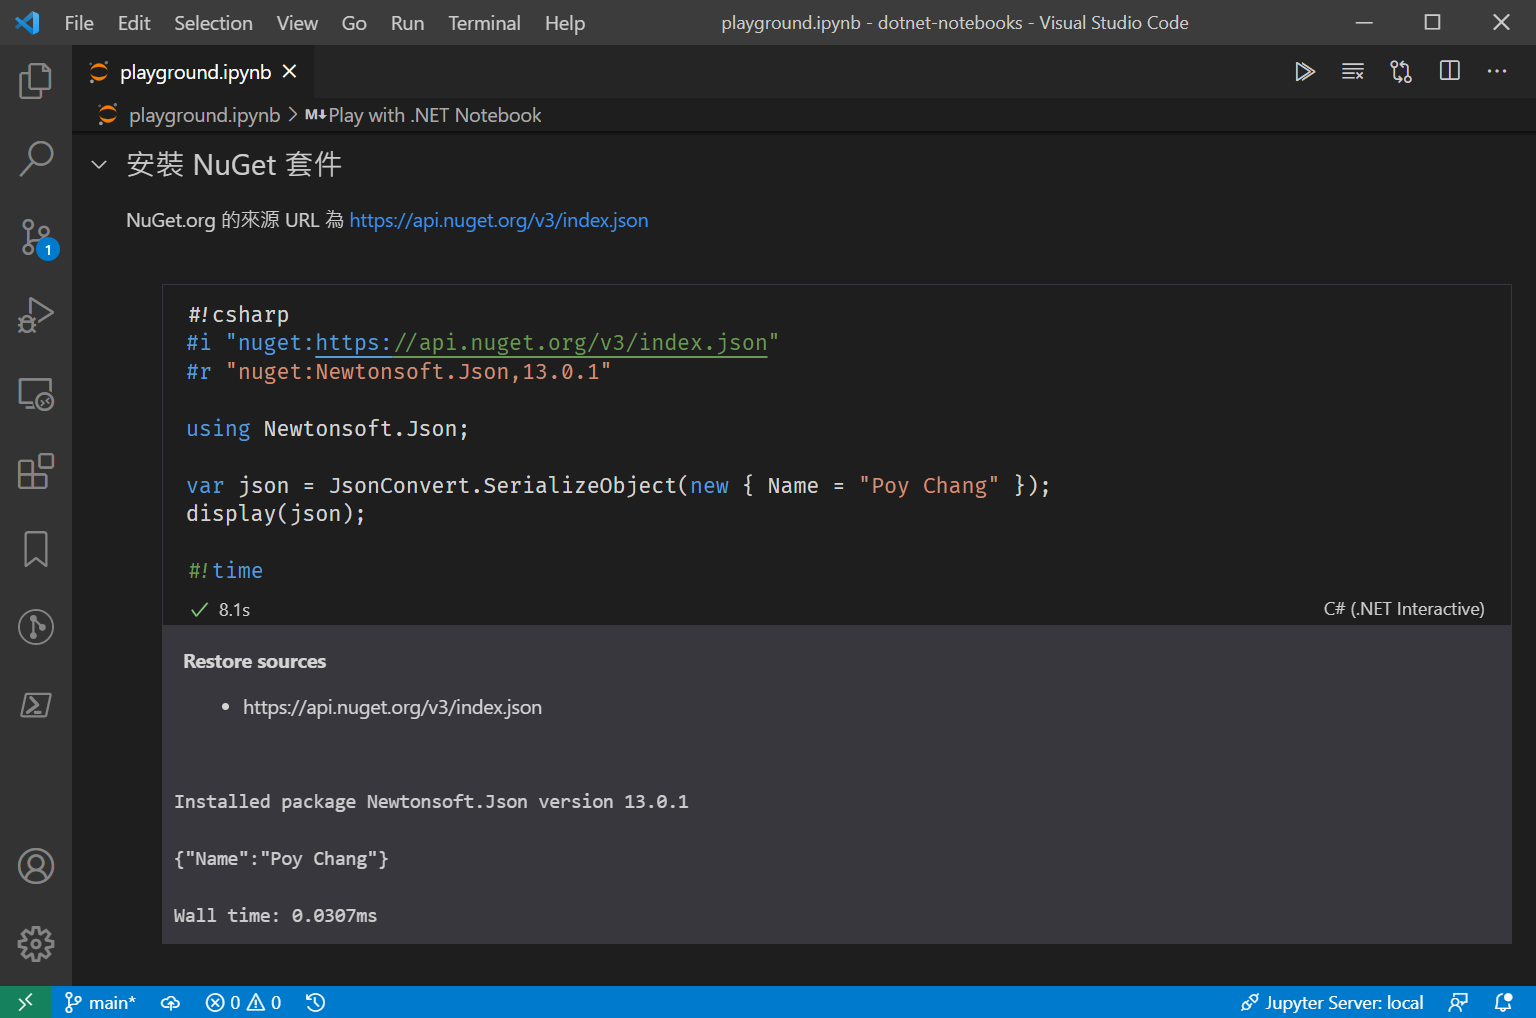 File Edit Selection View Go Run Terminal Help playground.ipynb - dotnet-notebooks - Visual Studio Code
playground.ipynb
playground.ipynb > M↓ Play with .NET Notebook
安裝 NuGet 套件
NuGet.org 的來源 URL 為 https://api.nuget.org/v3/index.json
1
#!csharp
#i "nuget:https://api.nuget.org/v3/index.json"
#r "nuget:Newtonsoft.Json,13.0.1"
using Newtonsoft.Json;
var json = JsonConvert.SerializeObject(new { Name = "Poy Chang" });
display(json);
#!time
8.1s C# (.NET Interactive)
Restore sources
• https://api.nuget.org/v3/index.json
Installed package Newtonsoft.Json version 13.0.1
{"Name":"Poy Chang"}
Wall time: 0.0307ms
main* 0 0 Jupyter Server: local